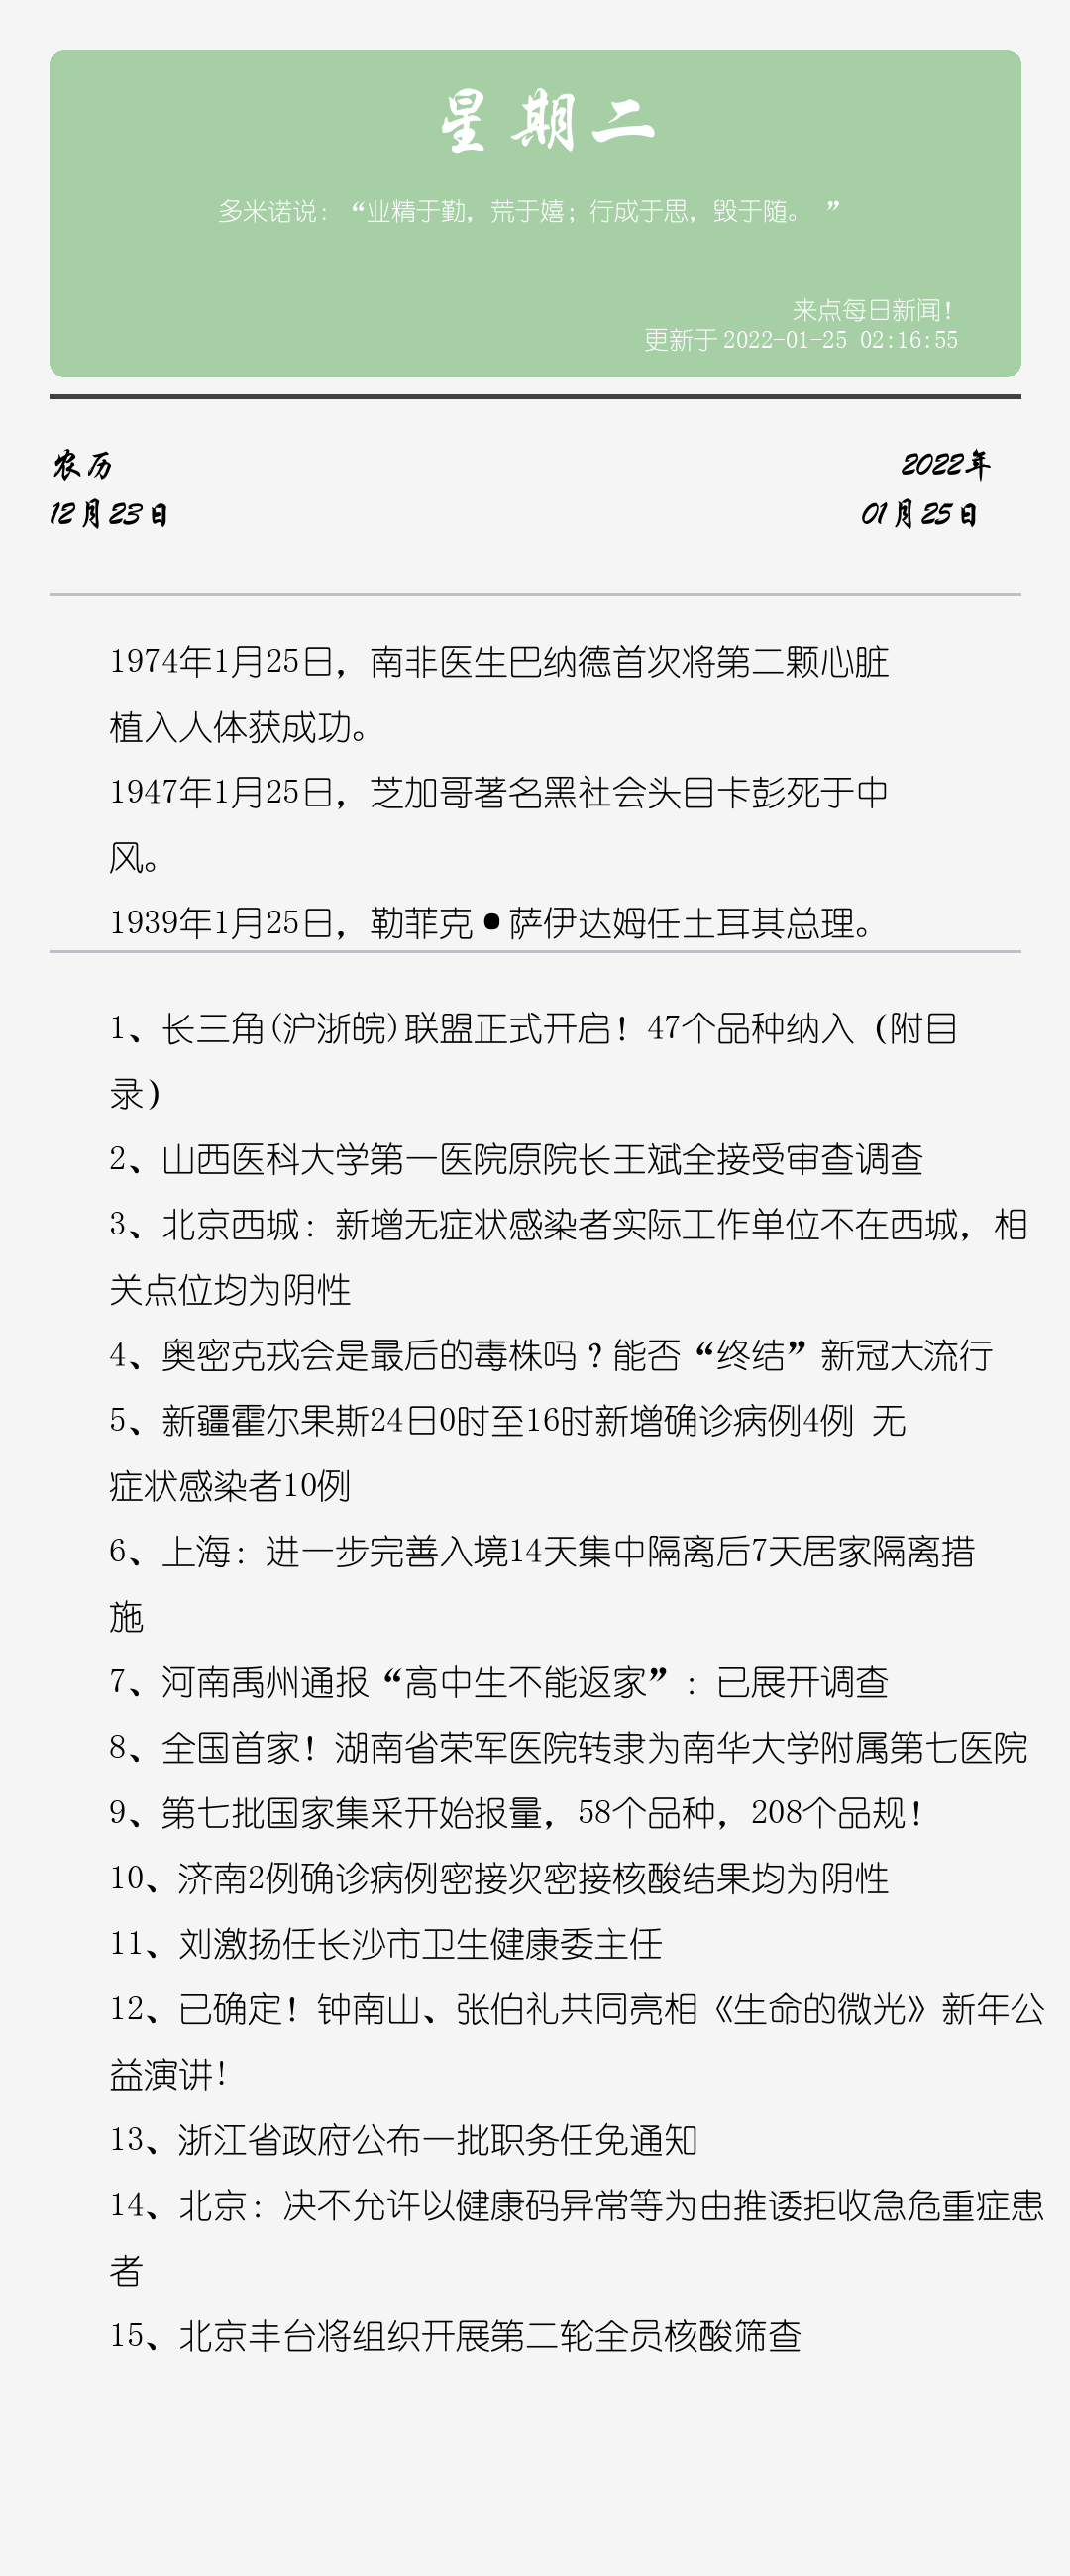 星期二
多米诺说：“业精于勤，荒于嬉；行成于思，毁于随。 ”
来点每日新闻！
更新于 2022-01-25 02:16:55
农历
12月23日
2022年
01月25日
1974年1月25日，南非医生巴纳德首次将第二颗心脏
植入人体获成功。
1947年1月25日，芝加哥著名黑社会头目卡彭死于中
风。
1939年1月25日，勒菲克•萨伊达姆任土耳其总理。
1、长三角(沪浙皖)联盟正式开启！47个品种纳入（附目
录）
2、山西医科大学第一医院原院长王斌全接受审查调查
3、北京西城：新增无症状感染者实际工作单位不在西城，相
关点位均为阴性
4、奥密克戎会是最后的毒株吗？能否“终结”新冠大流行
5、新疆霍尔果斯24日0时至16时新增确诊病例4例 无
症状感染者10例
6、上海：进一步完善入境14天集中隔离后7天居家隔离措
施
7、河南禹州通报“高中生不能返家”：已展开调查
8、全国首家！湖南省荣军医院转隶为南华大学附属第七医院
9、第七批国家集采开始报量，58个品种，208个品规！
10、济南2例确诊病例密接次密接核酸结果均为阴性
11、刘激扬任长沙市卫生健康委主任
12、已确定！钟南山、张伯礼共同亮相《生命的微光》新年公
益演讲!
13、浙江省政府公布一批职务任免通知
14、北京：决不允许以健康码异常等为由推诿拒收急危重症患
者
15、北京丰台将组织开展第二轮全员核酸筛查